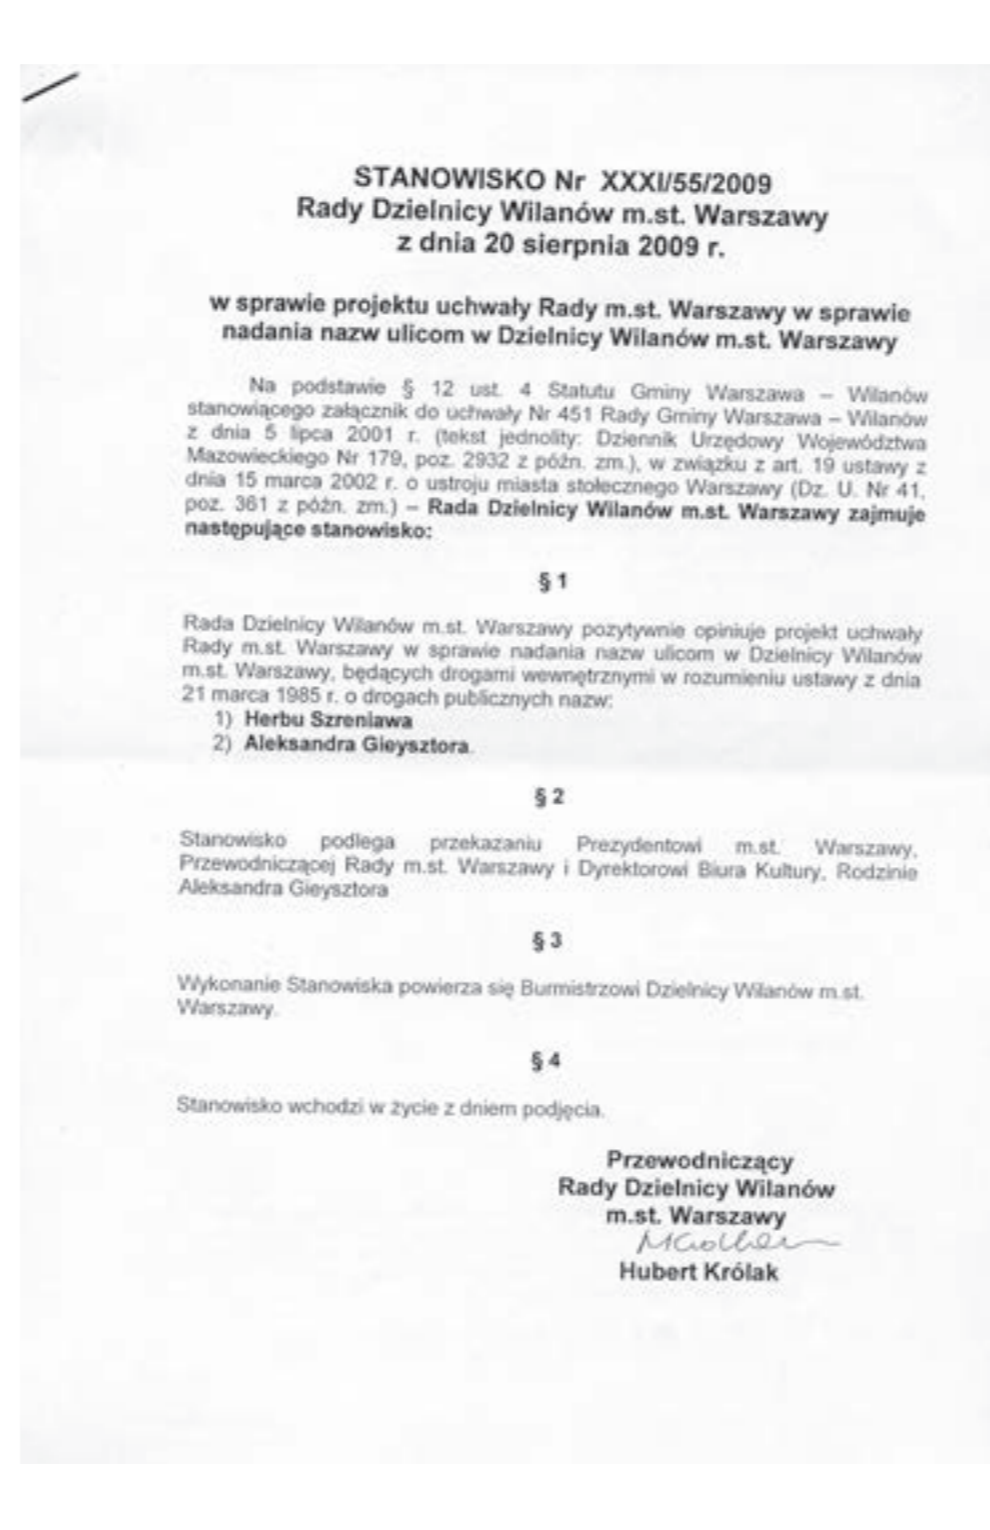 STANOWISKO Nr XXXI/55/2009
Rady Dzielnicy Wilanów m.st. Warszawy
z dnia 20 sierpnia 2009 r.
w sprawie projektu uchwały Rady m.st. Warszawy w sprawie
nadania nazw ulicom w Dzielnicy Wilanów m.st. Warszawy
Na podstawie § 12 ust. 4 Statutu Gminy Warszawa – Wilanów
stanowiącego załącznik do uchwały Nr 451 Rady Gminy Warszawa – Wilanów
z dnia 5 lipca 2001 r. (tekst jednolity: Dziennik Urzędowy Województwa
Mazowieckiego Nr 179, poz. 2932 z późn. zm.), w związku z art. 19 ustawy z
dnia 15 marca 2002 r. o ustroju miasta stołecznego Warszawy (Dz. U. Nr 41,
poz. 361 z późn. zm.) – Rada Dzielnicy Wilanów m.st. Warszawy zajmuje
następujące stanowisko:
§ 1
Rada Dzielnicy Wilanów m.st. Warszawy pozytywnie opiniuje projekt uchwały
Rady m.st. Warszawy w sprawie nadania nazw ulicom w Dzielnicy Wilanów
m.st. Warszawy, będących drogami wewnętrznymi w rozumieniu ustawy z dnia
21 marca 1985 r. o drogach publicznych nazw:
1) Herbu Szreniawa
2) Aleksandra Gieysztora.
§ 2
Stanowisko podlega przekazaniu Prezydentowi m.st. Warszawy,
Przewodniczącej Rady m.st. Warszawy i Dyrektorowi Biura Kultury, Rodzinie
Aleksandra Gieysztora
§ 3
Wykonanie Stanowiska powierza się Burmistrzowi Dzielnicy Wilanów m.st.
Warszawy.
§ 4
Stanowisko wchodzi w życie z dniem podjęcia.
Przewodniczący
Rady Dzielnicy Wilanów
m.st. Warszawy
Hubert Królak